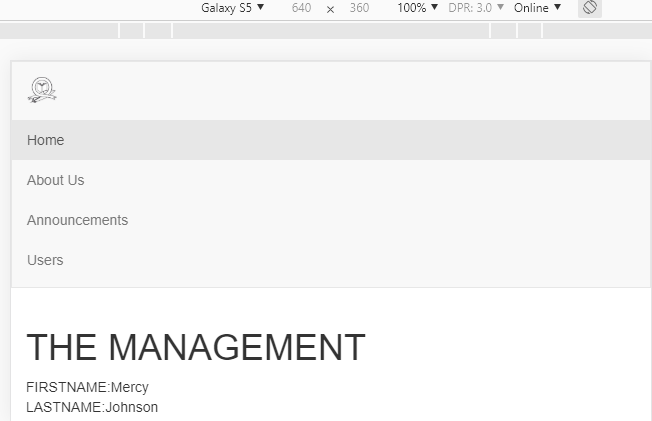 Galaxy S5 ▼ 640 × 360 100% ▼ DPR: 3.0 ▼ Online ▼
Home
About Us
Announcements
Users
THE MANAGEMENT
FIRSTNAME:Mercy
LASTNAME:Johnson